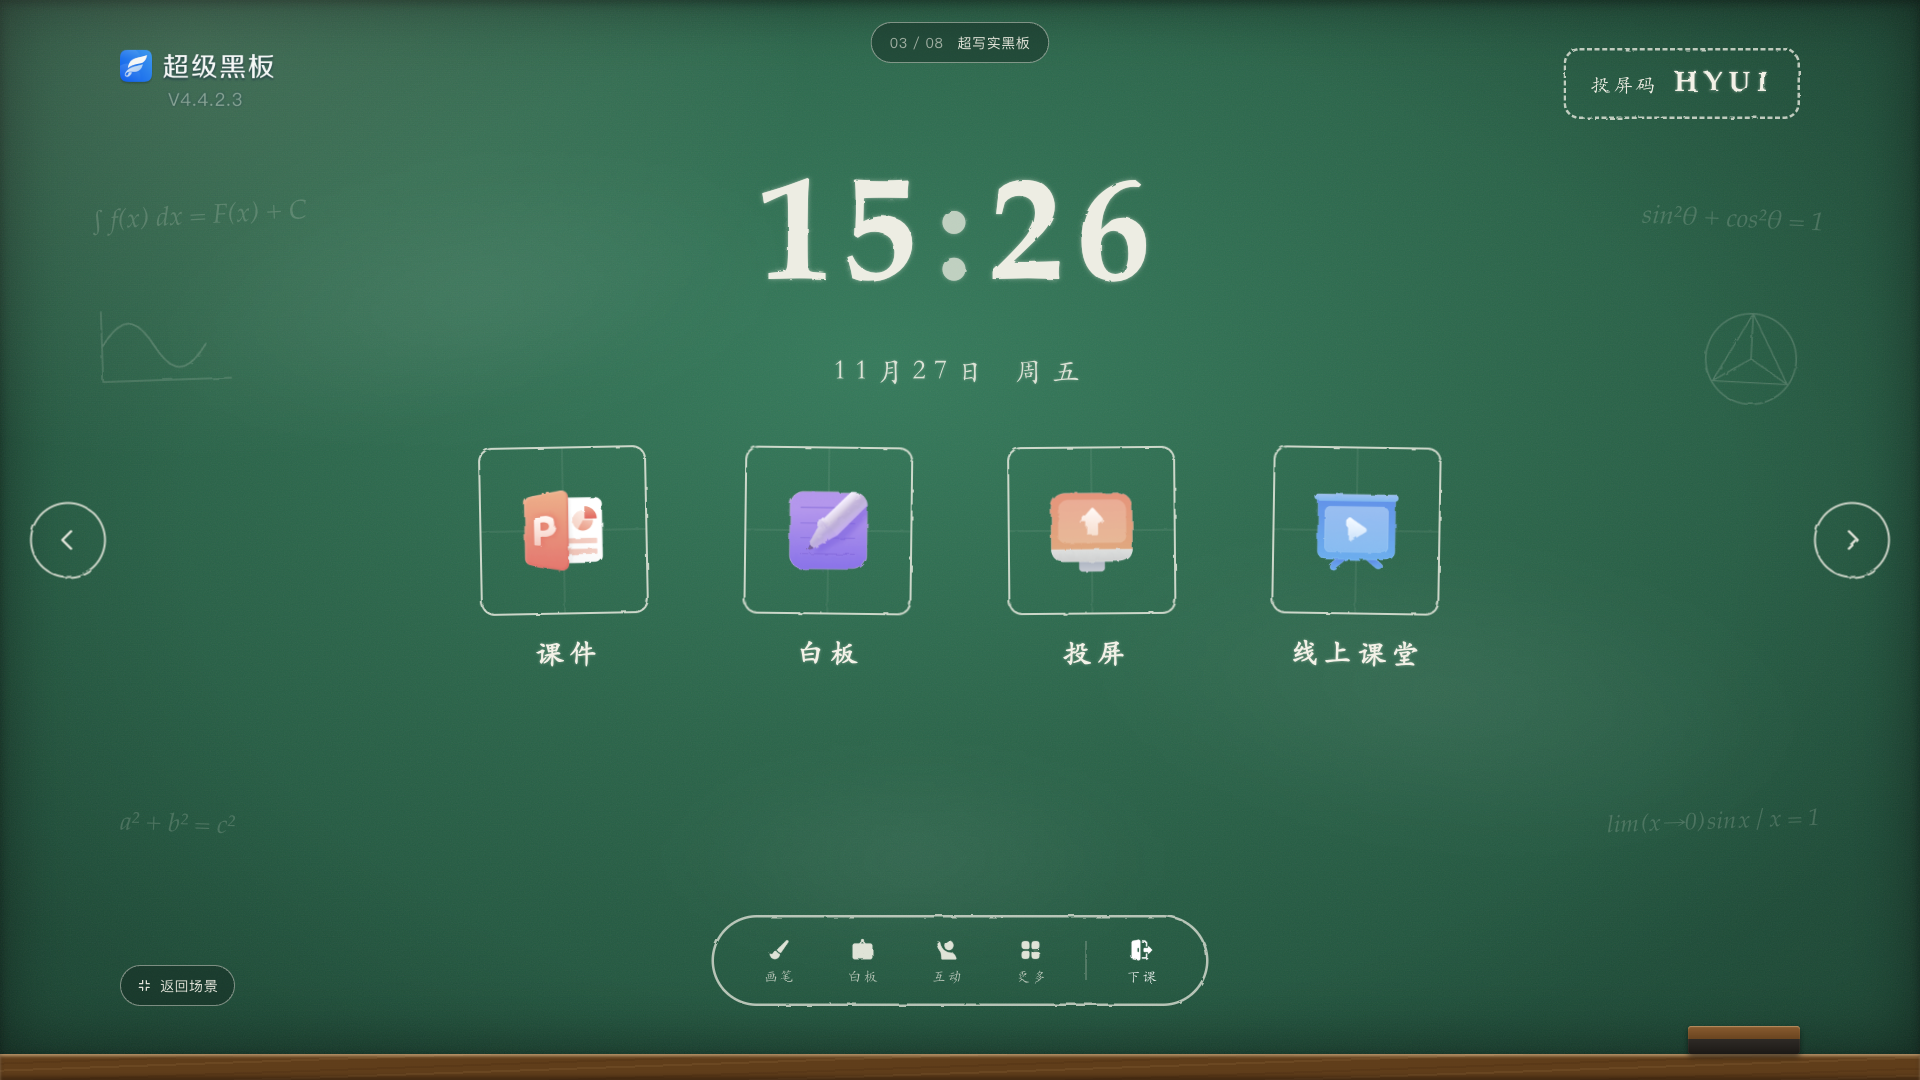 03 / 08 超写实黑板
超级黑板
V4.4.2.3
投屏码 HYU1
15:26
∫ f(x) dx = F(x) + C
sin²θ + cos²θ = 1
11月27日 周五
P
课件
白板
投屏
线上课堂
a² + b² = c²
lim(x→0)sin x / x = 1
画笔
白板
互动
更多
下课
返回场景